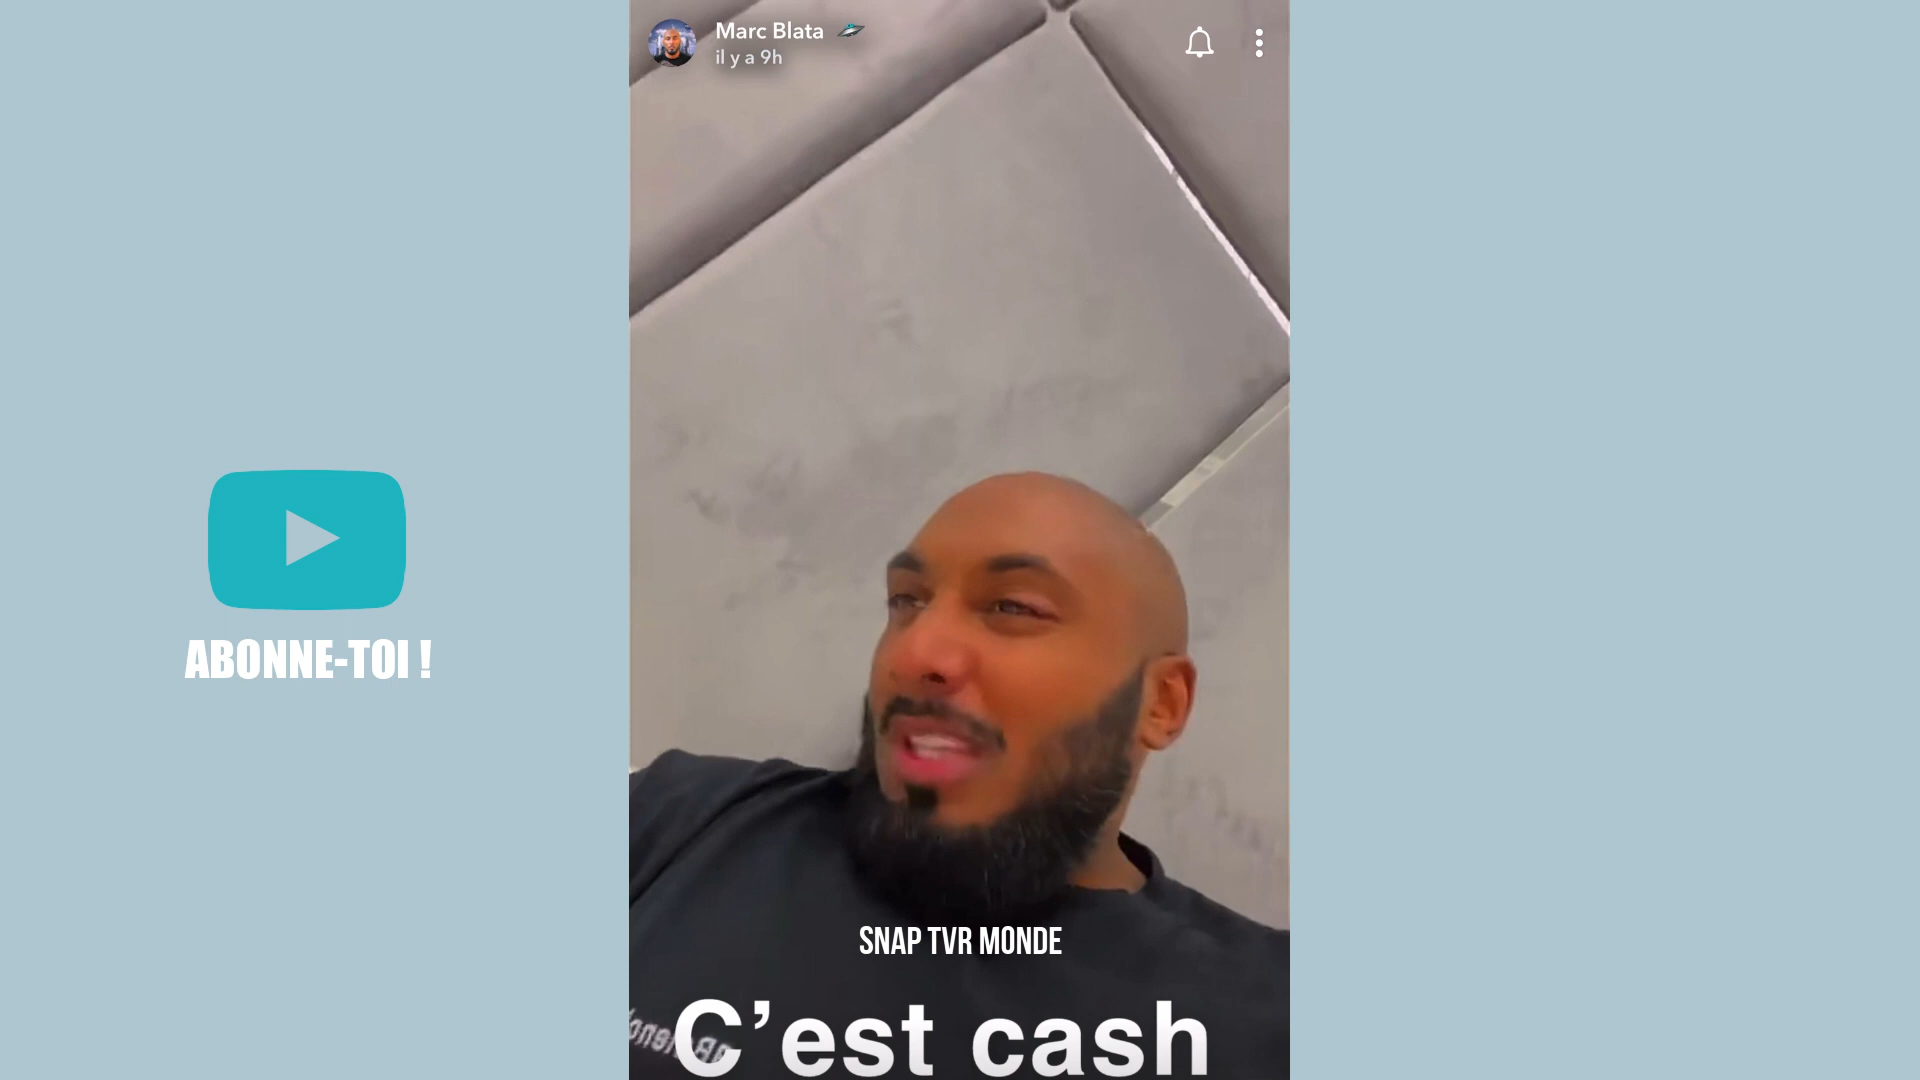 Marc Blata
il y a 9h
ABONNE-TOI !
SNAP TVR MONDE
C’est cash